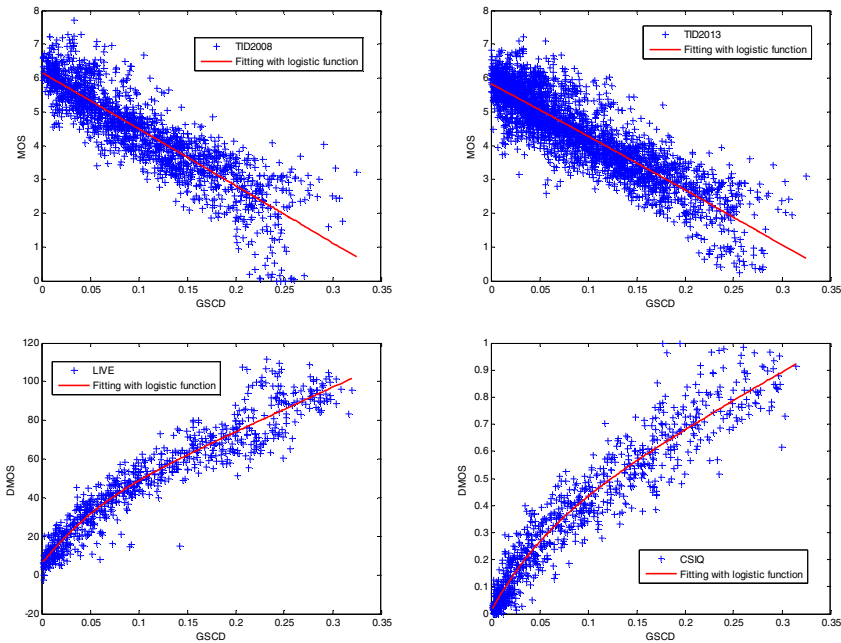 8
7
6
5
4
3
2
1
0
MOS
TID2008
Fitting with logistic function
0 0.05 0.1 0.15 0.2 0.25 0.3 0.35
GSCD
8
7
6
5
4
3
2
1
0
MOS
TID2013
Fitting with logistic function
0 0.05 0.1 0.15 0.2 0.25 0.3 0.35
GSCD
120
100
80
60
40
20
0
-20
DMOS
LIVE
Fitting with logistic function
0 0.05 0.1 0.15 0.2 0.25 0.3 0.35
GSCD
1
0.9
0.8
0.7
0.6
0.5
0.4
0.3
0.2
0.1
0
DMOS
CSIQ
Fitting with logistic function
0 0.05 0.1 0.15 0.2 0.25 0.3 0.35
GSCD